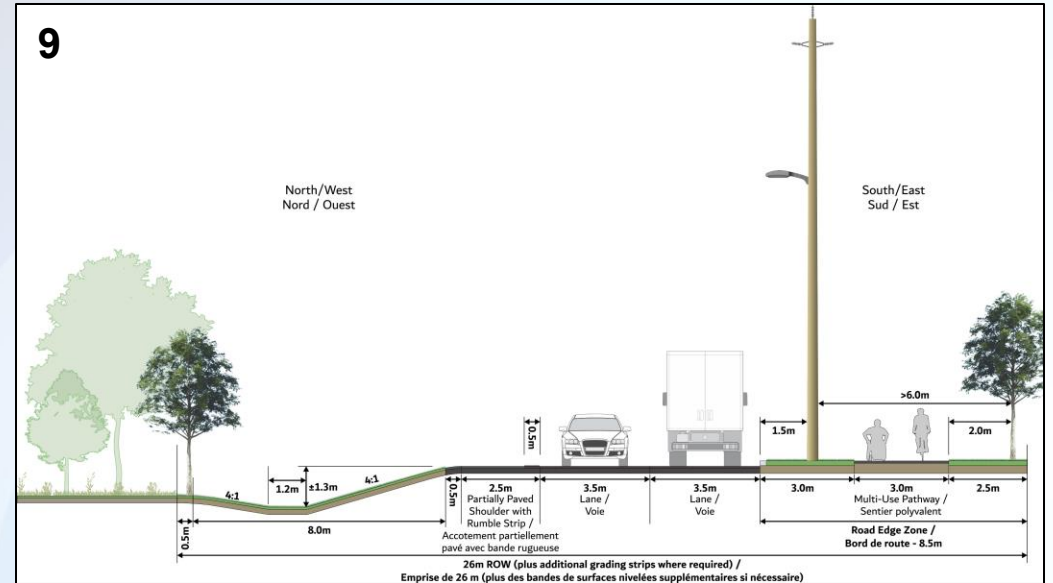 9
North/West
Nord / Ouest
South/East
Sud / Est
>6.0m
1.5m
2.0m
0.5m
4:1
1.2m
±1.3m
4:1
0.5m
2.5m
Partially Paved
Shoulder with
Rumble Strip /
Accotement partiellement
pavé avec bande rugueuse
3.5m
Lane /
Voie
3.5m
Lane /
Voie
3.0m
3.0m
Multi-Use Pathway /
Sentier polyvalent
2.5m
0.5m
8.0m
Road Edge Zone /
Bord de route - 8.5m
26m ROW (plus additional grading strips where required) /
Emprise de 26 m (plus des bandes de surfaces nivelées supplémentaires si nécessaire)